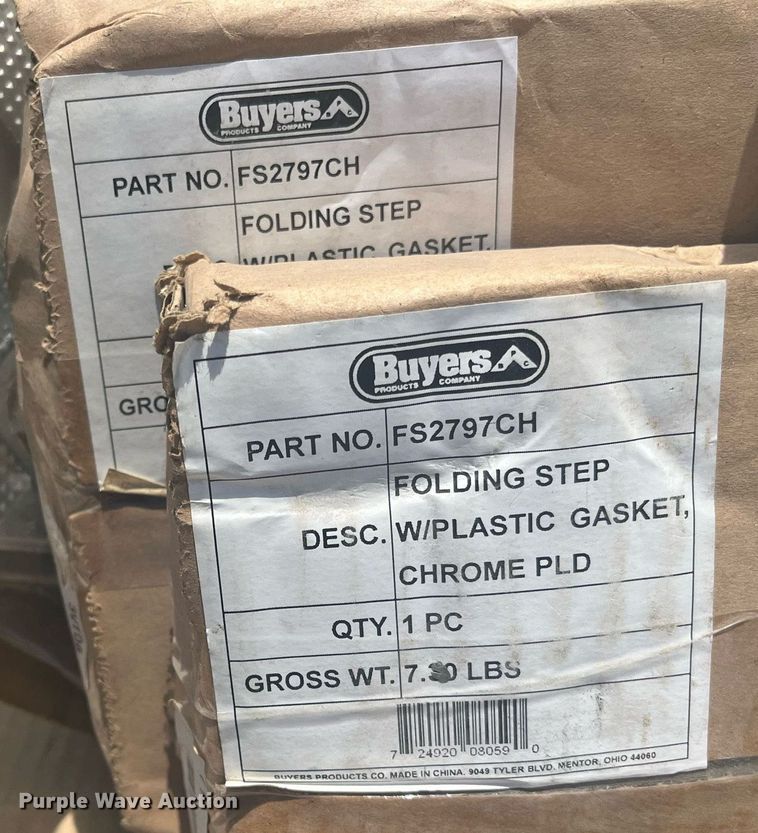 Buyers
PRODUCTS COMPANY
PART NO. FS2797CH
FOLDING STEP
W/PLASTIC GASKET,
GRO
Buyers
PRODUCTS COMPANY
PART NO. FS2797CH
DESC. FOLDING STEP
W/PLASTIC GASKET,
CHROME PLD
QTY. 1 PC
GROSS WT. LBS
7 24920 08059 0
BUYERS PRODUCTS CO. MADE IN CHINA. 9049 TYLER BLVD. MENTOR, OHIO 44060
Purple Wave Auction